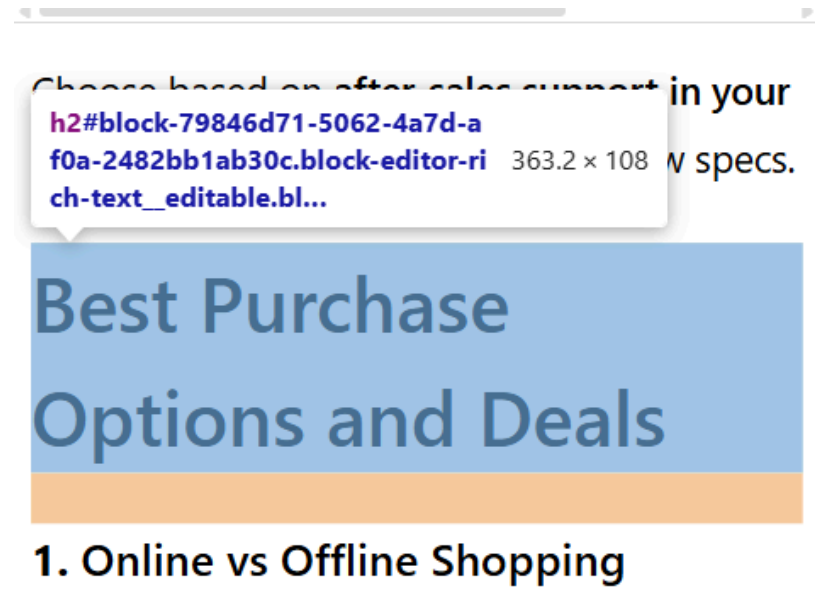 Choose based on after-sales support in your
h2#block-79846d71-5062-4a7d-a
f0a-2482bb1ab30c.block-editor-ri 363.2 × 108
ch-text__editable.bl...
specs.
Best Purchase
Options and Deals
1. Online vs Offline Shopping